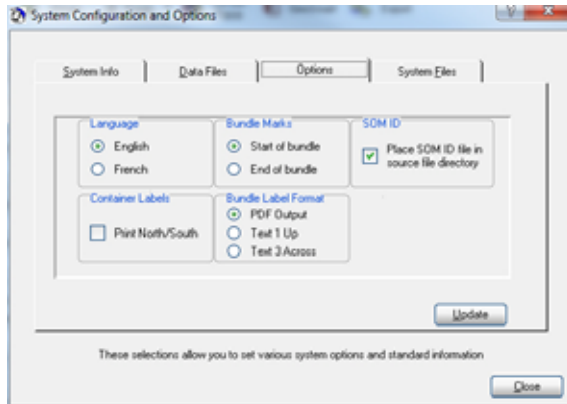 System Configuration and Options
System Info
Data Files
Options
System Files
Language
English
French
Bundle Marks
Start of bundle
End of bundle
SOM ID
Place SOM ID file in
source file directory
Container Labels
Print North/South
Bundle Label Format
PDF Output
Text 1 Up
Text 3 Across
Update
These selections allow you to set various system options and standard information
Close